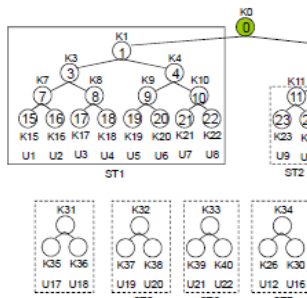 K0
0
K1
1
K3 K4
3 4
K7 K8 K9 K10 K11
7 8 9 10 11
15 16 17 18 19 20 21 22 23
K15 K16 K17 K18 K19 K20 K21 K22 K23
U1 U2 U3 U4 U5 U6 U7 U8 U9
ST1 ST2
K31 K32 K33 K34
K35 K36 K37 K38 K39 K40 K26 K30
U17 U18 U19 U20 U21 U22 U12 U16